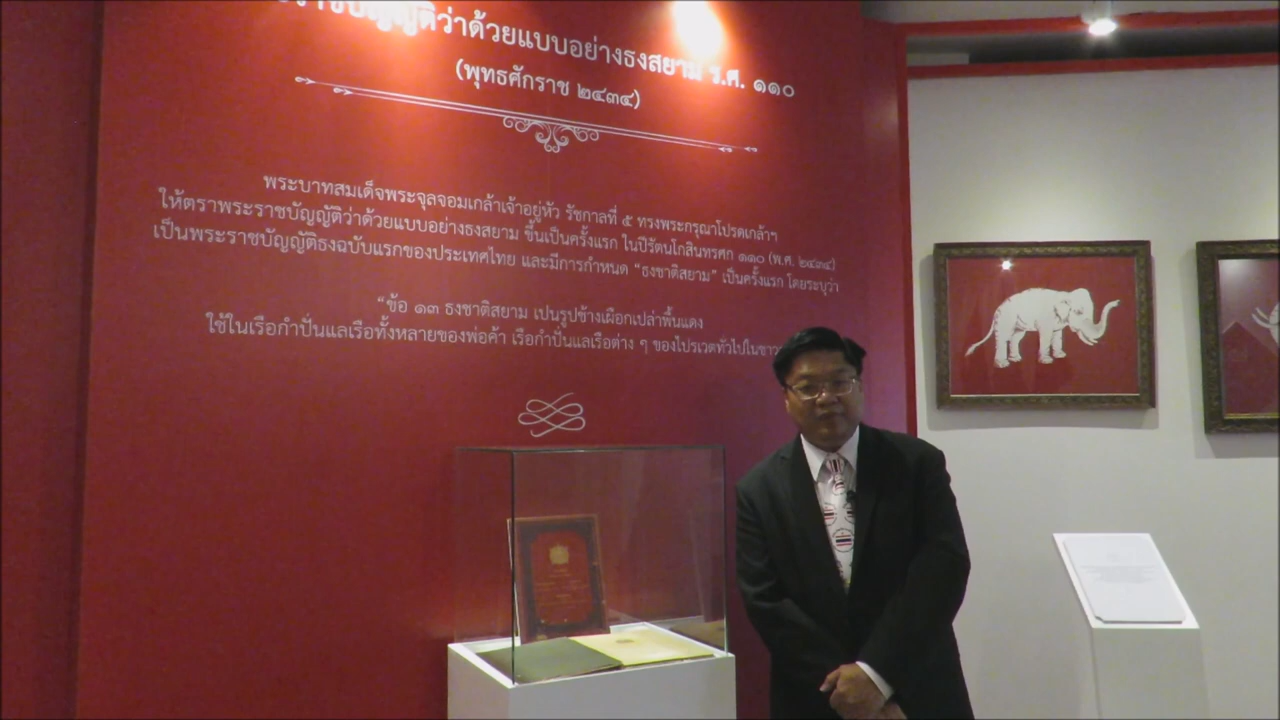 ราชบัญญัติว่าด้วยแบบอย่างธงสยาม ร.ศ. ๑๑๐
(พุทธศักราช ๒๔๓๔)
พระบาทสมเด็จพระจุลจอมเกล้าเจ้าอยู่หัว รัชกาลที่ ๕ ทรงพระกรุณาโปรดเกล้าฯ
ให้ตราพระราชบัญญัติว่าด้วยแบบอย่างธงสยาม ขึ้นเป็นครั้งแรก ในปีรัตนโกสินทรศก ๑๑๐ (พ.ศ. ๒๔๓๔)
เป็นพระราชบัญญัติธงฉบับแรกของประเทศไทย และมีการกำหนด “ธงชาติสยาม” เป็นครั้งแรก โดยระบุว่า
“ข้อ ๑๓ ธงชาติสยาม เปนรูปช้างเผือกเปล่าพื้นแดง
ใช้ในเรือกำปั่นแลเรือทั้งหลายของพ่อค้า เรือกำปั่นแลเรือต่าง ๆ ของไปรเวตทั่วไปในชาว